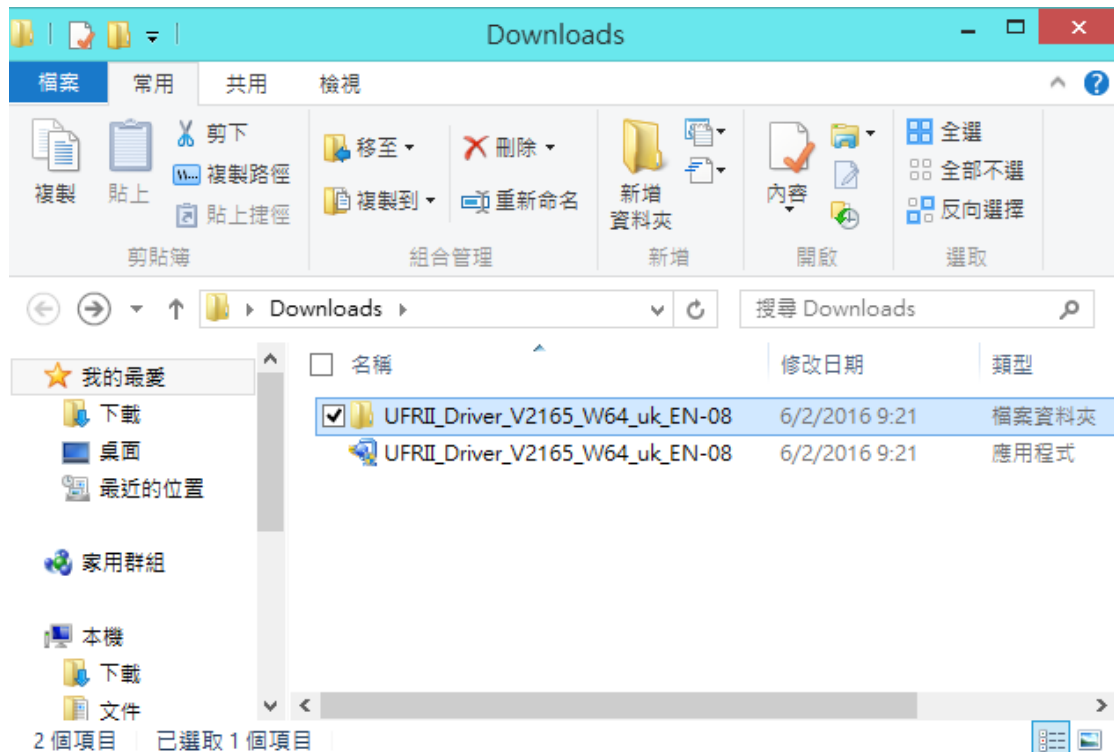 Downloads
檔案 常用 共用 檢視
複製
貼上
剪下
複製路徑
貼上捷徑
剪貼簿
移至
複製到
刪除
重新命名
組合管理
新增
資料夾
新增
內容
開啟
全選
全部不選
反向選擇
選取
Downloads
搜尋 Downloads
我的最愛
下載
桌面
最近的位置
家用群組
本機
下載
文件
名稱 修改日期 類型
UFRII_Driver_V2165_W64_uk_EN-08 6/2/2016 9:21 檔案資料夾
UFRII_Driver_V2165_W64_uk_EN-08 6/2/2016 9:21 應用程式
2 個項目 已選取 1 個項目